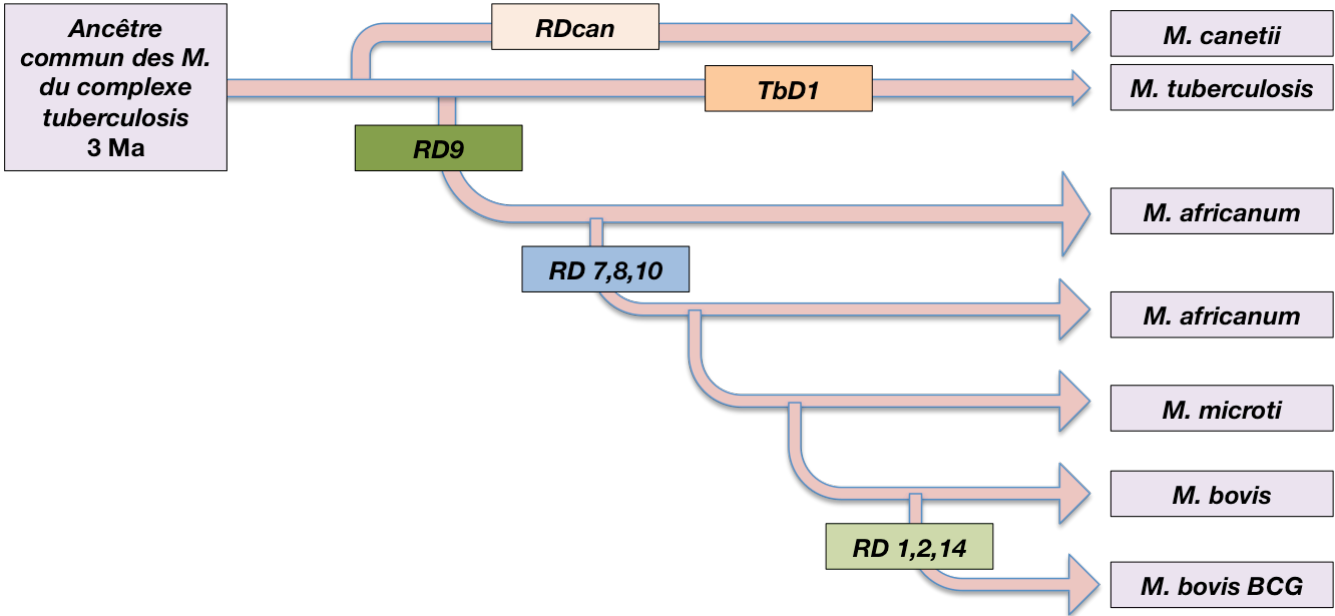 Ancêtre
commun des M.
du complexe
tuberculosis
3 Ma
RDcan
M. canetii
TbD1
M. tuberculosis
RD9
M. africanum
RD 7,8,10
M. africanum
M. microti
M. bovis
RD 1,2,14
M. bovis BCG